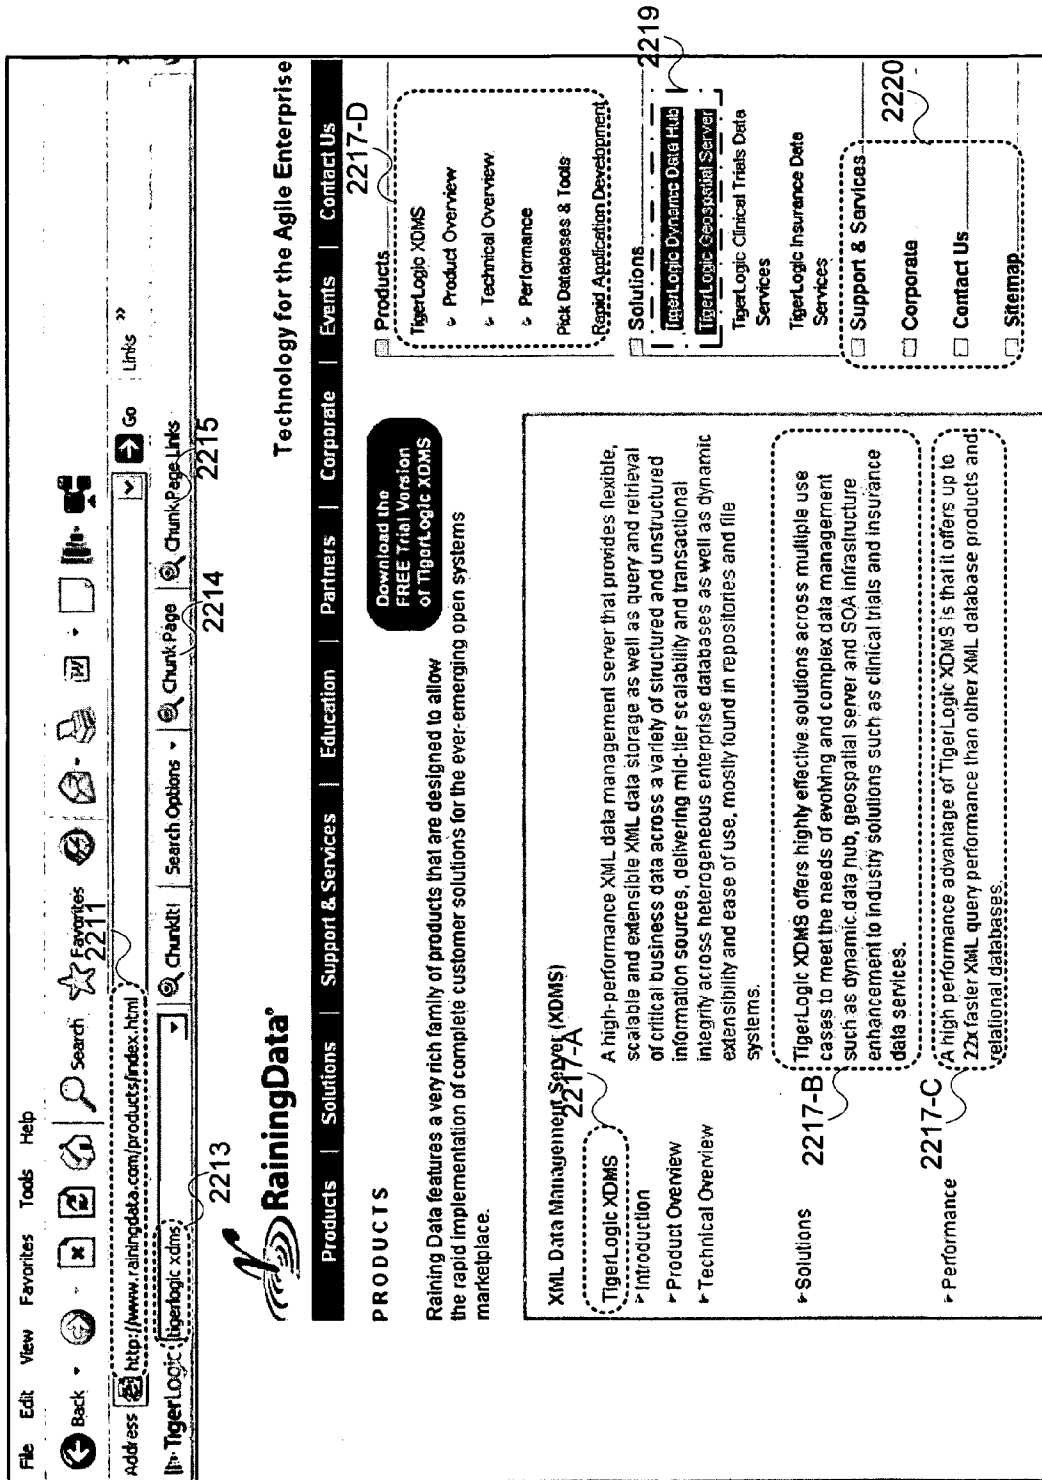 File Edit View Favorites Tools Help
Back Search Favorites
2211
Address http://www.rainingdata.com/products/index.html Go Links »
TigerLogic tigerlogic xdms ChunkIt! Search Options Chunk Page Chunk Page Links
2213
2214
2215
RainingData®
Technology for the Agile Enterprise
Products | Solutions | Support & Services | Education | Partners | Corporate | Events | Contact Us
PRODUCTS
Raining Data features a very rich family of products that are designed to allow
the rapid implementation of complete customer solutions for the ever-emerging open systems
marketplace.
Download the
FREE Trial Version
of TigerLogic XDMS
XML Data Management Server (XDMS)
2217-A
TigerLogic XDMS
Introduction
Product Overview
Technical Overview
A high-performance XML data management server that provides flexible,
scalable and extensible XML data storage as well as query and retrieval
of critical business data across a variety of structured and unstructured
information sources, delivering mid-tier scalability and transactional
integrity across heterogeneous enterprise databases as well as dynamic
extensibility and ease of use, mostly found in repositories and file
systems.
Solutions
2217-B
TigerLogic XDMS offers highly effective solutions across multiple use
cases to meet the needs of evolving and complex data management
such as dynamic data hub, geospatial server and SOA infrastructure
enhancement to industry solutions such as clinical trials and insurance
data services.
Performance
2217-C
A high performance advantage of TigerLogic XDMS is that it offers up to
22x faster XML query performance than other XML database products and
relational databases.
2217-D
Products
TigerLogic XDMS
Product Overview
Technical Overview
Performance
Pick Databases & Tools
Rapid Application Development
Solutions
2219
TigerLogic Dynamic Data Hub
TigerLogic Geospatial Server
TigerLogic Clinical Trials Data
Services
TigerLogic Insurance Data
Services
2220
Support & Services
Corporate
Contact Us
Sitemap